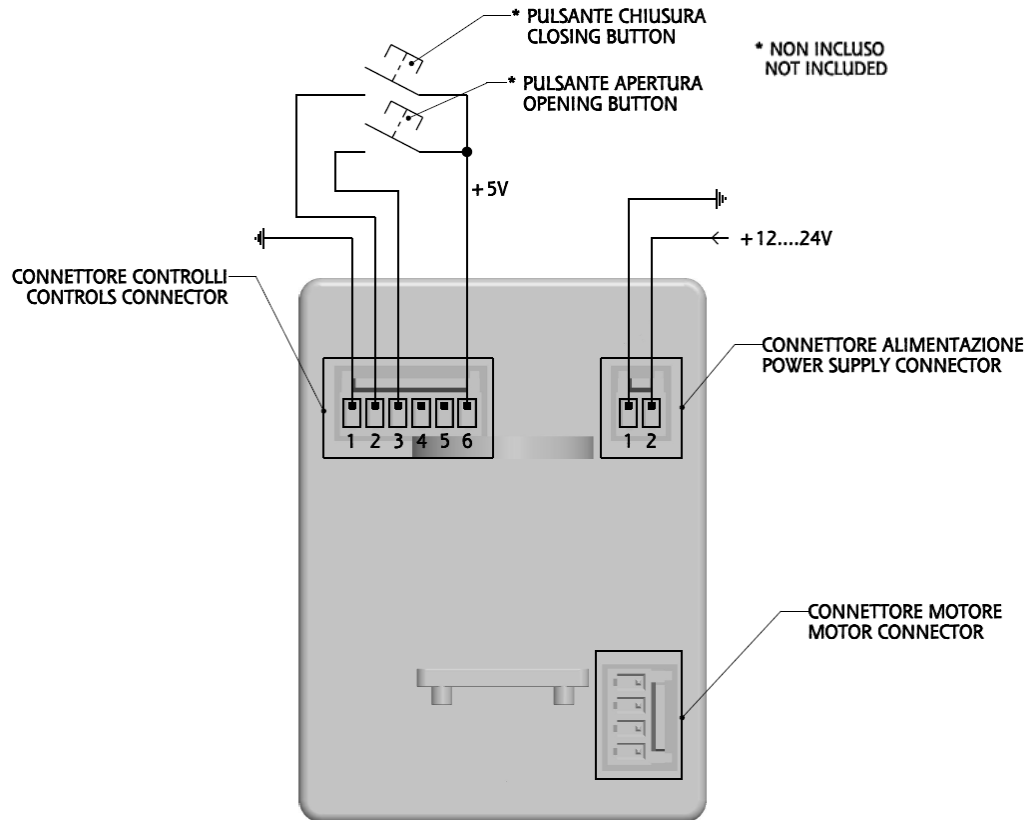 * PULSANTE CHIUSURA
CLOSING BUTTON
* NON INCLUSO
NOT INCLUDED
* PULSANTE APERTURA
OPENING BUTTON
+5V
+12....24V
CONNETTORE CONTROLLI
CONTROLS CONNECTOR
CONNETTORE ALIMENTAZIONE
POWER SUPPLY CONNECTOR
1 2 3 4 5 6
1 2
CONNETTORE MOTORE
MOTOR CONNECTOR